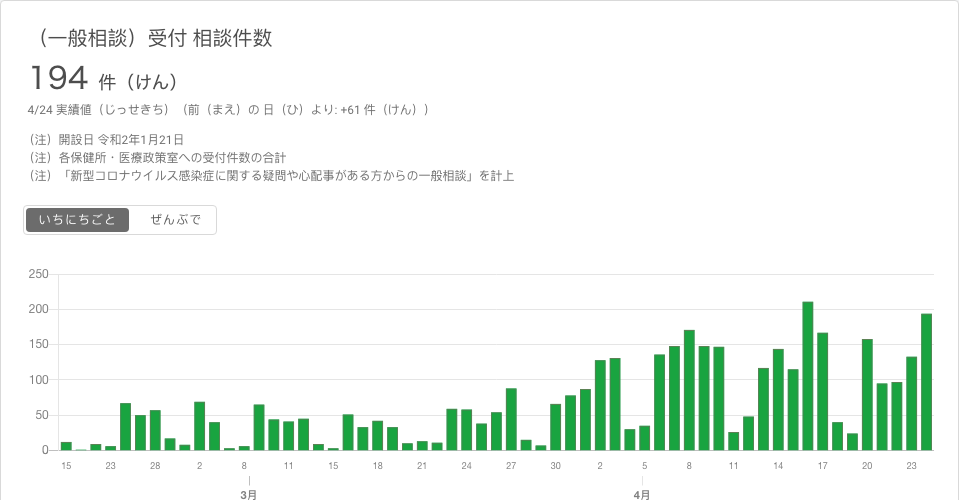 （一般相談）受付 相談件数
194 件（けん）
4/24 実績値（じっせきち）（前（まえ）の 日（ひ）より: +61 件（けん））
（注）開設日 令和2年1月21日
（注）各保健所・医療政策室への受付件数の合計
（注）「新型コロナウイルス感染症に関する疑問や心配事がある方からの一般相談」を計上
いちにちごと ぜんぶで
250
200
150
100
50
0
15 23 28 2 8 11 15 18 21 24 27 30 2 5 8 11 14 17 20 23
3月 4月